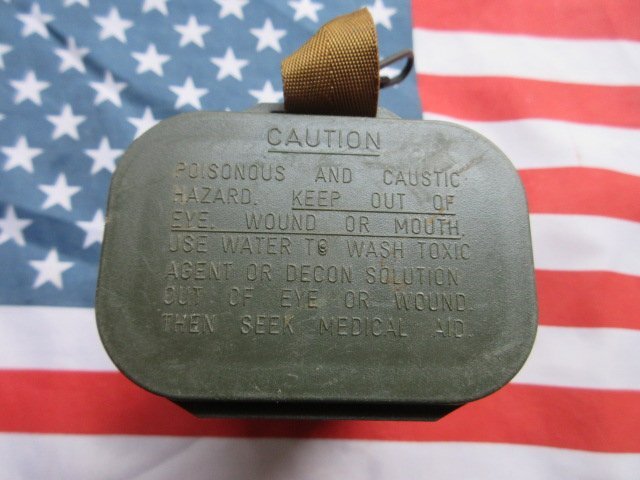 CAUTION
POISONOUS AND CAUSTIC
HAZARD. KEEP OUT OF
EYE, WOUND OR MOUTH.
USE WATER TO WASH TOXIC
AGENT OR DECON SOLUTION
OUT OF EYE OR WOUND
THEN SEEK MEDICAL AID.